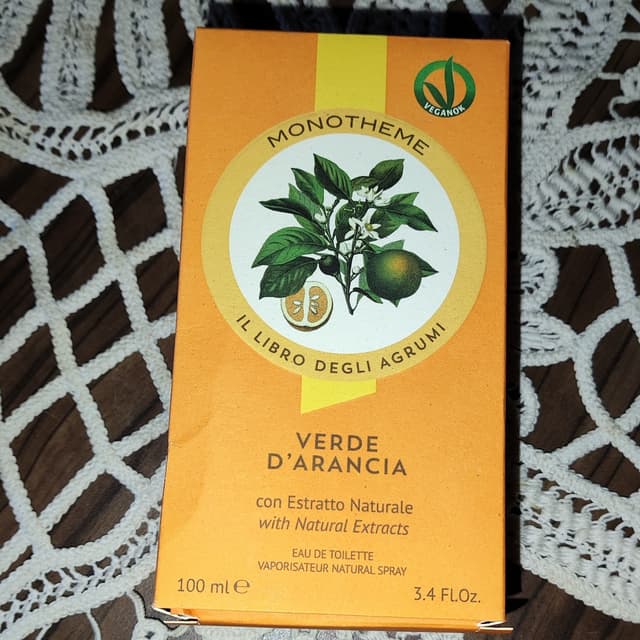 VEGANOK
MONOTHEME
IL LIBRO DEGLI AGRUMI
VERDE
D'ARANCIA
con Estratto Naturale
with Natural Extracts
EAU DE TOILETTE
VAPORISATEUR NATURAL SPRAY
100 ml ℮
3.4 Fl.Oz.